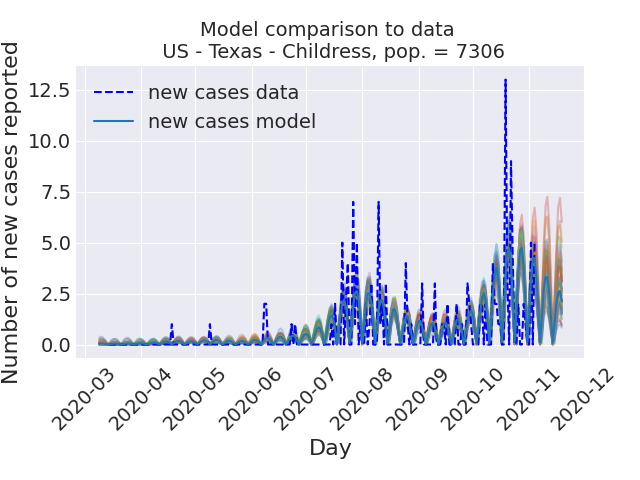 Model comparison to data
US - Texas - Childress, pop. = 7306
Number of new cases reported
12.5
10.0
7.5
5.0
2.5
0.0
new cases data
new cases model
2020-03
2020-04
2020-05
2020-06
2020-07
2020-08
2020-09
2020-10
2020-11
2020-12
Day